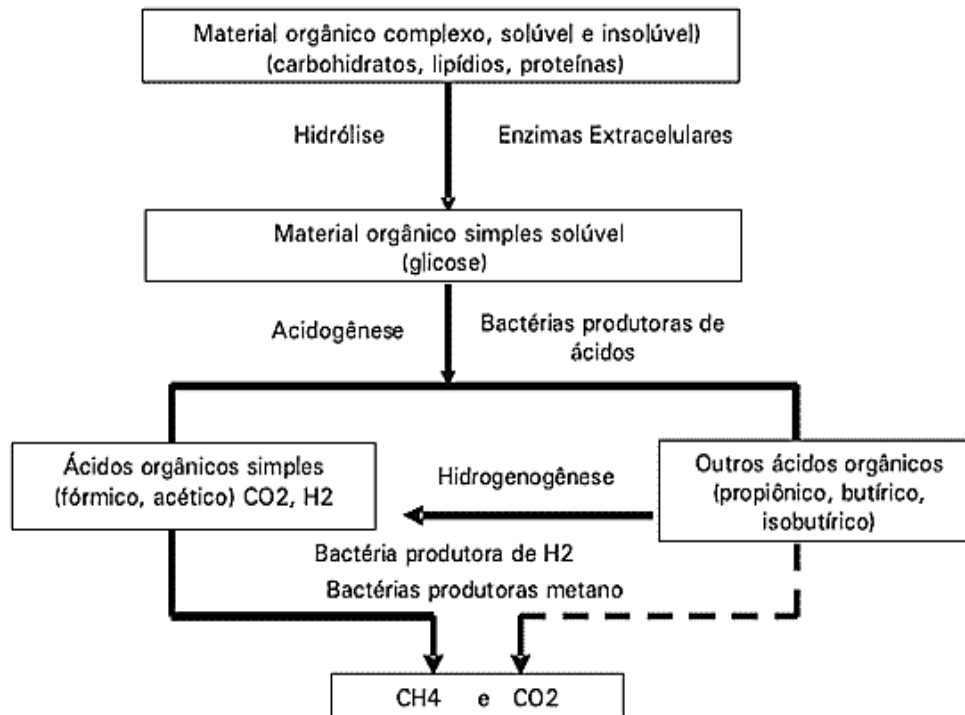 Material orgânico complexo, solúvel e insolúvel)
(carbohidratos, lipídios, proteínas)
Hidrólise
Enzimas Extracelulares
Material orgânico simples solúvel
(glicose)
Acidogênese
Bactérias produtoras de
ácidos
Ácidos orgânicos simples
(fórmico, acético) CO2, H2
Hidrogenogênese
Outros ácidos orgânicos
(propiônico, butírico,
isobutírico)
Bactéria produtora de H2
Bactérias produtoras metano
CH4 e CO2